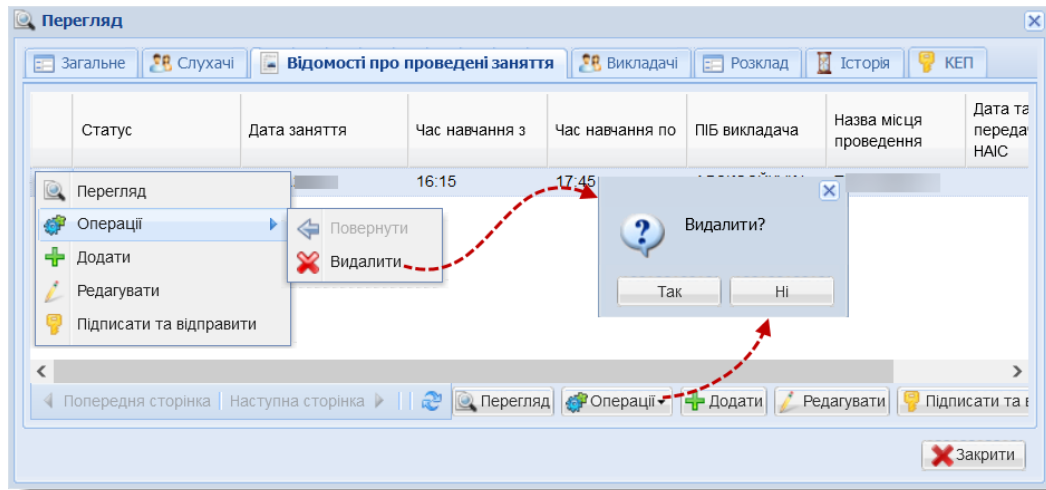 Перегляд
Загальне Слухачі Відомості про проведені заняття Викладачі Розклад Історія КЕП
Статус Дата заняття Час навчання з Час навчання по ПІБ викладача Назва місця проведення Дата та
НАІС
16:15 17:45
Перегляд
Операції
Додати
Редагувати
Підписати та відправити
Повернути
Видалити
Видалити?
Так Ні
Попередня сторінка Наступна сторінка Перегляд Операції Додати Редагувати Підписати та
Закрити